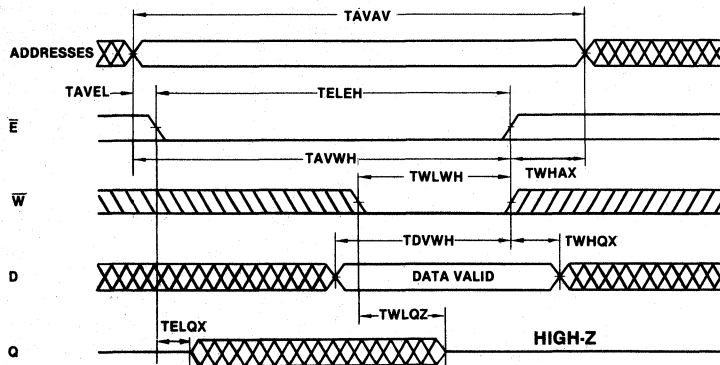 TAVAV
ADDRESSES
TAVEL
TELEH
E
TAVWH
TWHAX
W
TWLWH
TDVWH
TWHQX
D
DATA VALID
TWLQZ
TELQX
HIGH-Z
Q